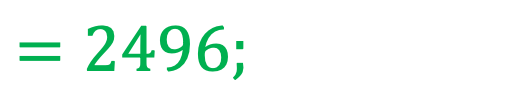 = 2496;